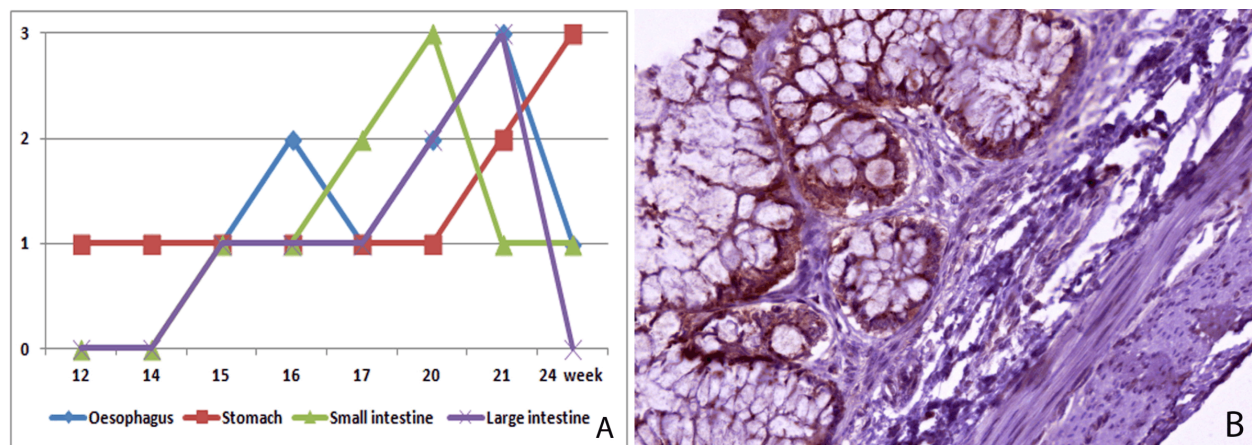 3
2
1
0
12 14 15 16 17 20 21 24 week
Oesophagus Stomach Small intestine Large intestine
A
B